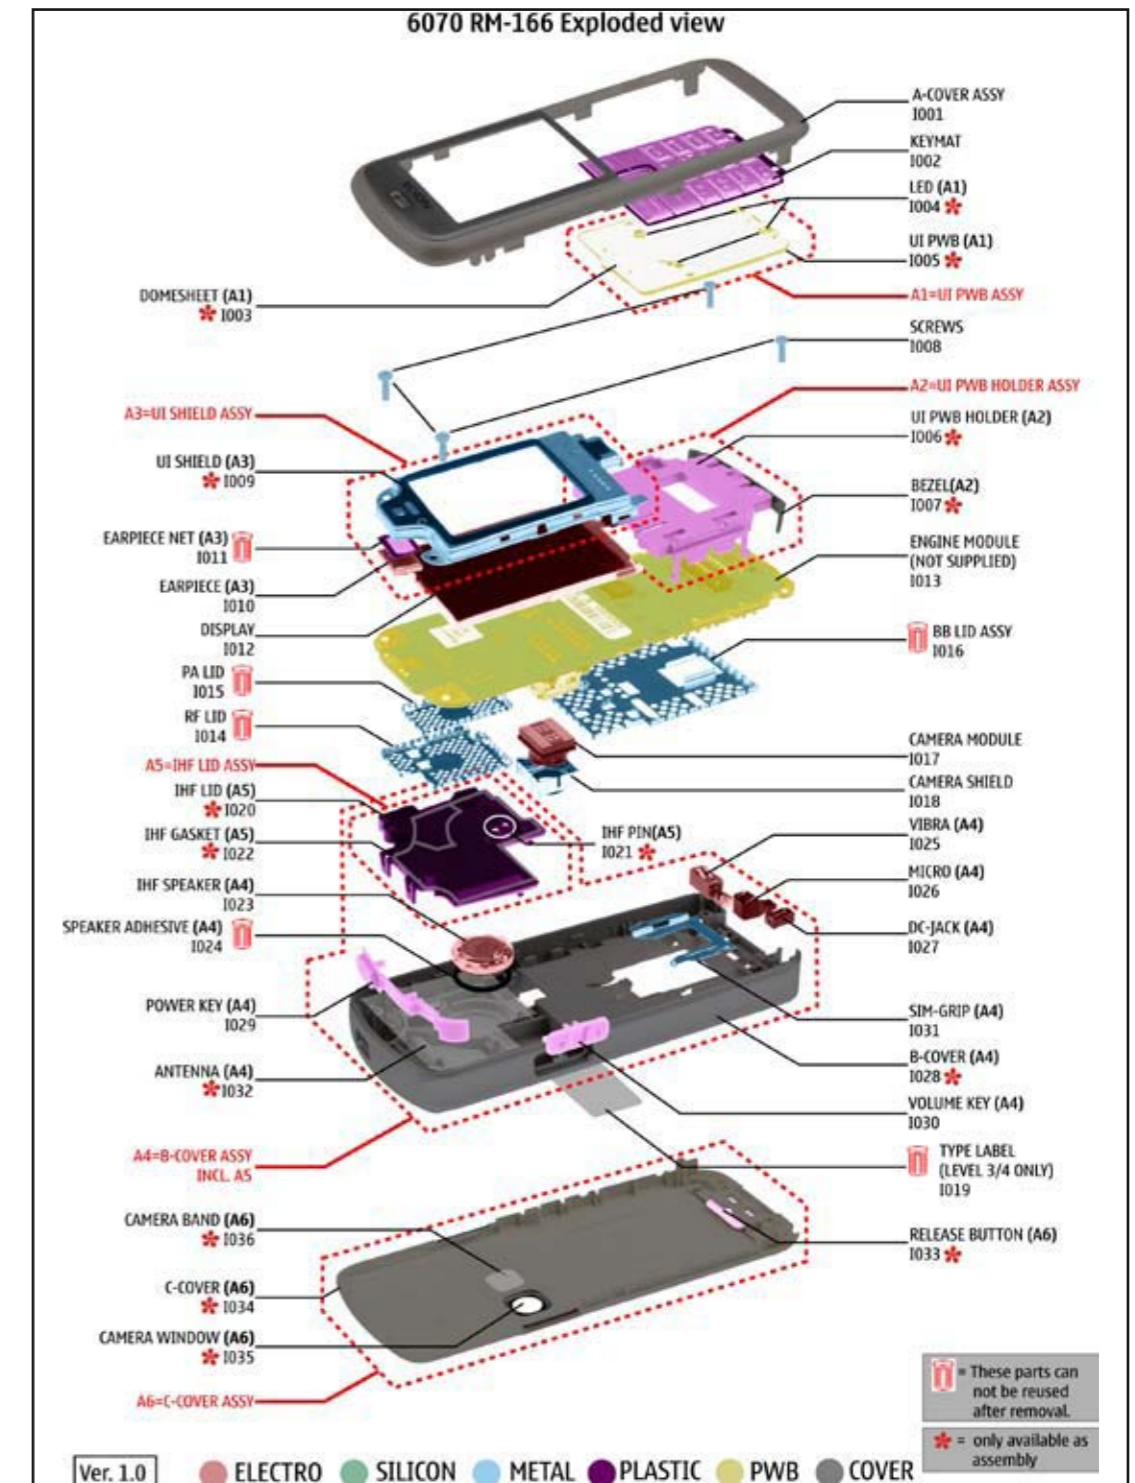 6070 RM-166 Exploded view
A-COVER ASSY
I001
KEYMAT
I002
LED (A1)
I004
UI PWB (A1)
I005
A1=UI PWB ASSY
DOMESHEET (A1)
I003
SCREWS
I008
A2=UI PWB HOLDER ASSY
A3=UI SHIELD ASSY
UI PWB HOLDER (A2)
I006
UI SHIELD (A3)
I009
BEZEL(A2)
I007
EARPIECE NET (A3)
I011
ENGINE MODULE
(NOT SUPPLIED)
I013
EARPIECE (A3)
I010
DISPLAY
I012
BB LID ASSY
I016
PA LID
I015
RF LID
I014
CAMERA MODULE
I017
A5=IHF LID ASSY
CAMERA SHIELD
I018
IHF LID (A5)
I020
VIBRA (A4)
I025
IHF GASKET (A5)
I022
IHF PIN(A5)
I021
MICRO (A4)
I026
IHF SPEAKER (A4)
I023
SPEAKER ADHESIVE (A4)
I024
DC-JACK (A4)
I027
POWER KEY (A4)
I029
SIM-GRIP (A4)
I031
ANTENNA (A4)
I032
B-COVER (A4)
I028
VOLUME KEY (A4)
I030
A4=B-COVER ASSY
INCL. A5
TYPE LABEL
(LEVEL 3/4 ONLY)
I019
CAMERA BAND (A6)
I036
RELEASE BUTTON (A6)
I033
C-COVER (A6)
I034
CAMERA WINDOW (A6)
I035
A6=C-COVER ASSY
= These parts can
not be reused
after removal.
= only available as
assembly
Ver. 1.0
ELECTRO SILICON METAL PLASTIC PWB COVER